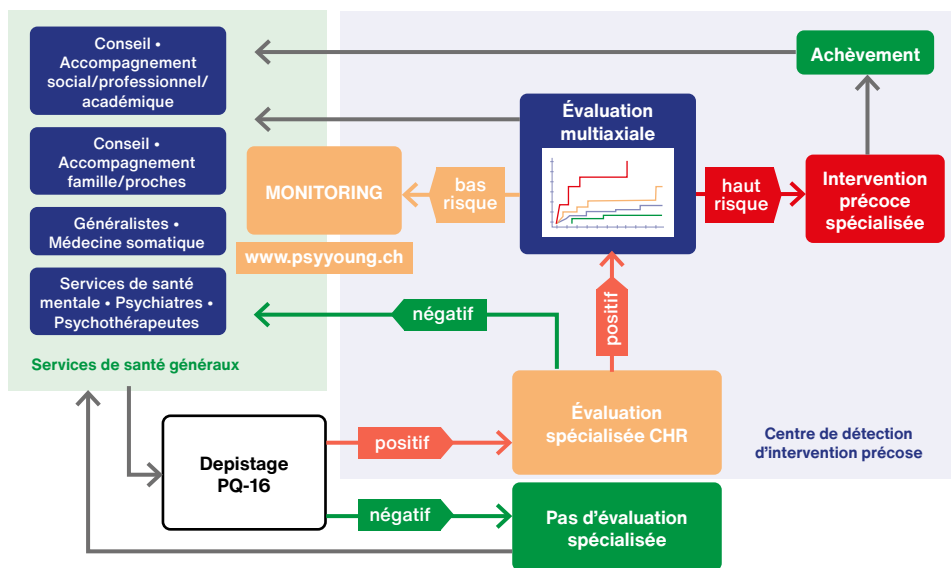 Conseil •
Accompagnement
social/professionnel/
académique
Conseil •
Accompagnement
famille/proches
Généralistes •
Médecine somatique
Services de santé
mentale • Psychiatres •
Psychothérapeutes
Services de santé généraux
MONITORING
www.psyyoung.ch
bas
risque
Évaluation
multiaxiale
haut
risque
Achèvement
Intervention
précoce
spécialisée
négatif
positif
Évaluation
spécialisée CHR
Centre de détection
d'intervention précose
Depistage
PQ-16
positif
négatif
Pas d'évaluation
spécialisée